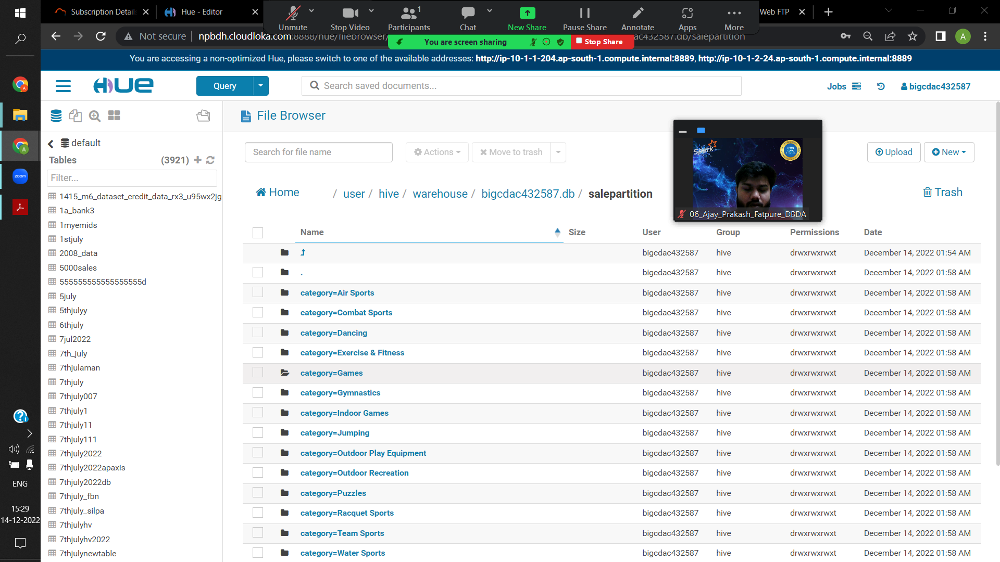 Subscription Details
Hue - Editor
Web FTP
Unmute
Stop Video
1
Participants
Chat
New Share
Pause Share
Annotate
Apps
More
Not secure
npbdh.cloudloka.com:8888/hue/filebrowser/
ac432587.db/salepartition
You are screen sharing
Stop Share
A
You are accessing a non-optimized Hue, please switch to one of the available addresses: http://ip-10-1-1-204.ap-south-1.compute.internal:8889, http://ip-10-1-2-24.ap-south-1.compute.internal:8889
HUE
Query
Search saved documents...
Jobs
bigcdac432587
default
Tables (3921)
Filter...
1415_m6_dataset_credit_data_rx3_u95wx2jg
1a_bank3
1myemids
1stjuly
2008_data
5000sales
555555555555555555d
5july
5thjulyy
6thjuly
7jul2022
7th_july
7thjulaman
7thjuly
7thjuly007
7thjuly1
7thjuly11
7thjuly111
7thjuly2022
7thjuly2022apaxis
7thjuly2022db
7thjuly_fbn
7thjuly_silpa
7thjulyhv
7thjulyhv2022
7thjulynewtable
File Browser
Search for file name
Actions
Move to trash
Upload
New
Home / user / hive / warehouse / bigcdac432587.db / salepartition
Trash
Spark
06_Ajay_Prakash_Fatpure_DBDA
Name Size User Group Permissions Date
bigcdac432587 hive drwxrwxrwxt December 14, 2022 01:54 AM
. bigcdac432587 hive drwxrwxrwxt December 14, 2022 01:58 AM
category=Air Sports bigcdac432587 hive drwxrwxrwxt December 14, 2022 01:58 AM
category=Combat Sports bigcdac432587 hive drwxrwxrwxt December 14, 2022 01:58 AM
category=Dancing bigcdac432587 hive drwxrwxrwxt December 14, 2022 01:58 AM
category=Exercise & Fitness bigcdac432587 hive drwxrwxrwxt December 14, 2022 01:58 AM
category=Games bigcdac432587 hive drwxrwxrwxt December 14, 2022 01:58 AM
category=Gymnastics bigcdac432587 hive drwxrwxrwxt December 14, 2022 01:58 AM
category=Indoor Games bigcdac432587 hive drwxrwxrwxt December 14, 2022 01:58 AM
category=Jumping bigcdac432587 hive drwxrwxrwxt December 14, 2022 01:58 AM
category=Outdoor Play Equipment bigcdac432587 hive drwxrwxrwxt December 14, 2022 01:58 AM
category=Outdoor Recreation bigcdac432587 hive drwxrwxrwxt December 14, 2022 01:58 AM
category=Puzzles bigcdac432587 hive drwxrwxrwxt December 14, 2022 01:58 AM
category=Racquet Sports bigcdac432587 hive drwxrwxrwxt December 14, 2022 01:58 AM
category=Team Sports bigcdac432587 hive drwxrwxrwxt December 14, 2022 01:58 AM
category=Water Sports bigcdac432587 hive drwxrwxrwxt December 14, 2022 01:58 AM
zoom
ENG
15:29
14-12-2022